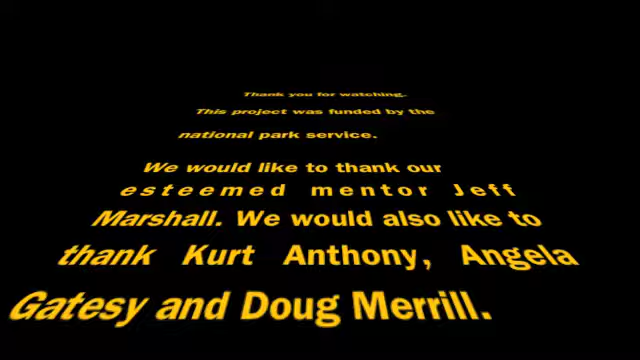 Thank you for watching.
This project was funded by the
national park service.
We would like to thank our
esteemed mentor Jeff
Marshall. We would also like to
thank Kurt Anthony, Angela
Gatesy and Doug Merrill.